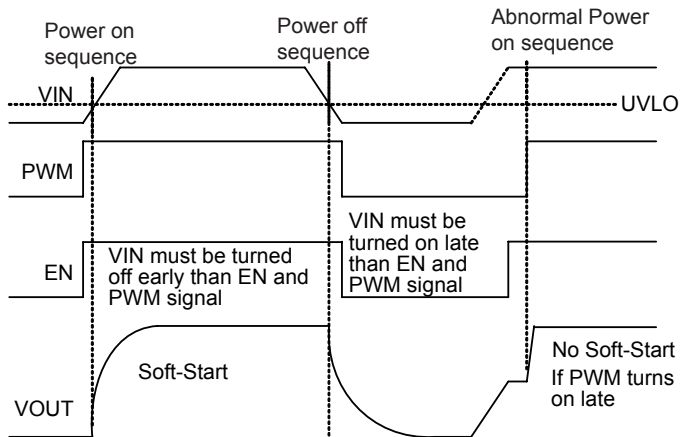 Power on
sequence
Power off
sequence
Abnormal Power
on sequence
VIN
UVLO
PWM
EN
VIN must be turned
off early than EN and
PWM signal
VIN must be
turned on late
than EN and
PWM signal
VOUT
Soft-Start
No Soft-Start
If PWM turns
on late